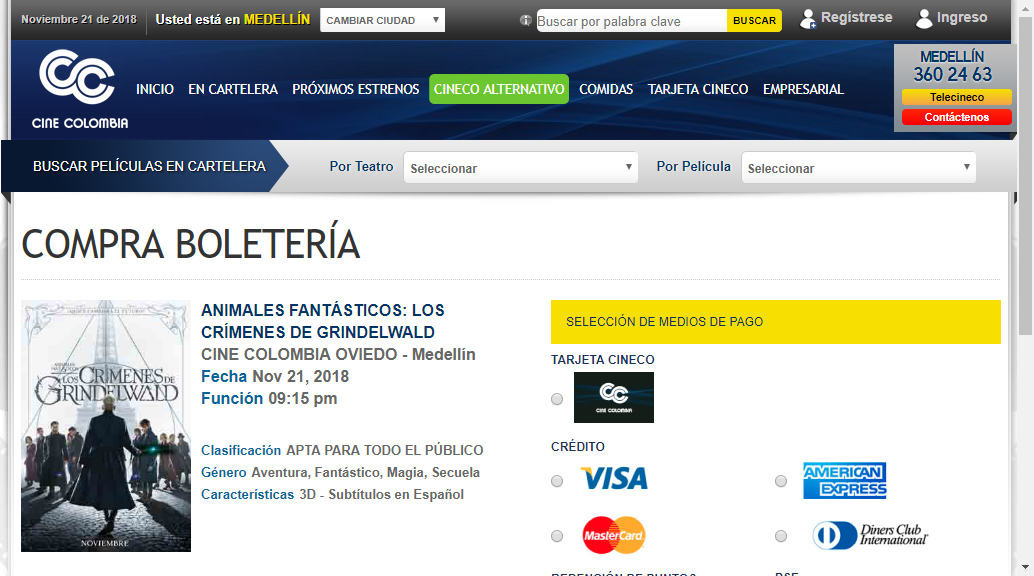 Noviembre 21 de 2018
Usted está en MEDELLÍN
CAMBIAR CIUDAD
Buscar por palabra clave
BUSCAR
Regístrese
Ingreso
CINE COLOMBIA
INICIO
EN CARTELERA
PRÓXIMOS ESTRENOS
CINECO ALTERNATIVO
COMIDAS
TARJETA CINECO
EMPRESARIAL
MEDELLÍN
360 24 63
Telecineco
Contáctenos
BUSCAR PELÍCULAS EN CARTELERA
Por Teatro
Seleccionar
Por Película
Seleccionar
COMPRA BOLETERÍA
LOS CRÍMENES DE
GRINDELWALD
NOVIEMBRE
ANIMALES FANTÁSTICOS: LOS
CRÍMENES DE GRINDELWALD
CINE COLOMBIA OVIEDO - Medellín
Fecha Nov 21, 2018
Función 09:15 pm
Clasificación APTA PARA TODO EL PÚBLICO
Género Aventura, Fantástico, Magia, Secuela
Características 3D - Subtítulos en Español
SELECCIÓN DE MEDIOS DE PAGO
TARJETA CINECO
CINE COLOMBIA
CRÉDITO
VISA
AMERICAN
EXPRESS
MasterCard
Diners Club
International